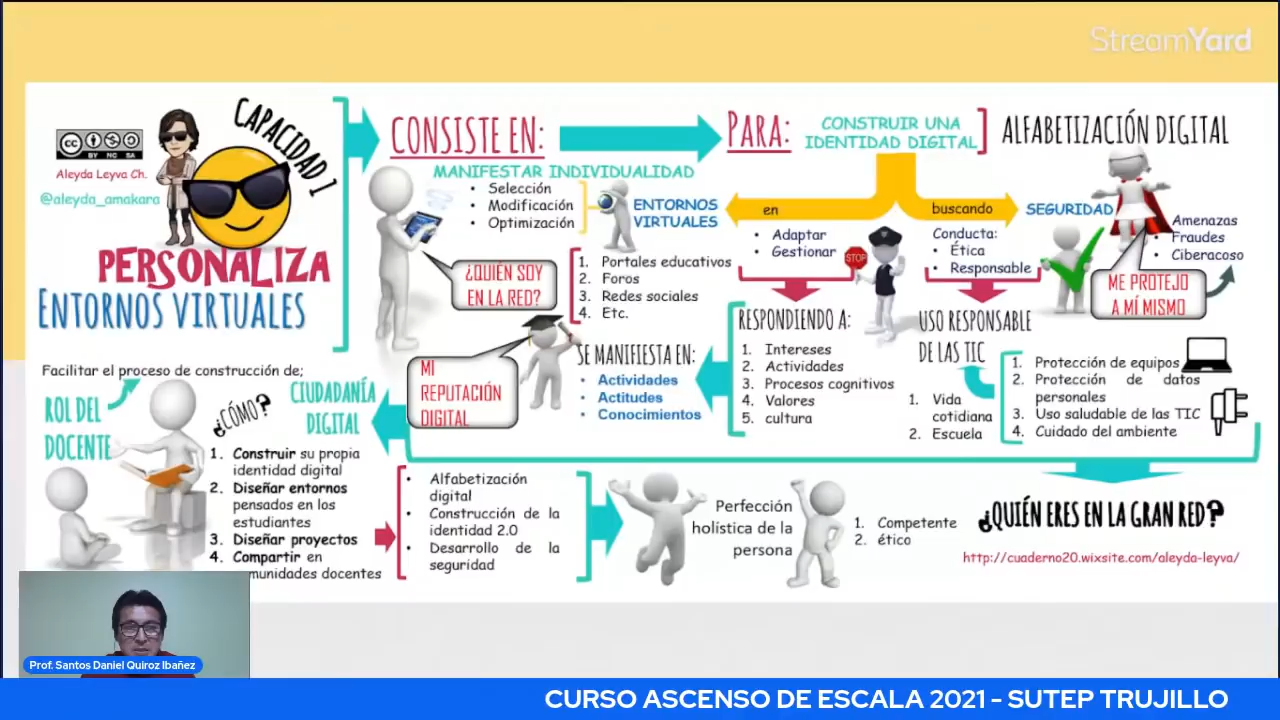 StreamYard
CAPACIDAD 1
BY NC SA
Aleyda Leyva Ch.
@aleyda_amakara
PERSONALIZA
ENTORNOS VIRTUALES
CONSISTE EN:
MANIFESTAR INDIVIDUALIDAD
• Selección
• Modificación
• Optimización
ENTORNOS
VIRTUALES
¿QUIÉN SOY
EN LA RED?
1. Portales educativos
2. Foros
3. Redes sociales
4. Etc.
PARA:
CONSTRUIR UNA
IDENTIDAD DIGITAL
ALFABETIZACIÓN DIGITAL
en
• Adaptar
• Gestionar
STOP
buscando
Conducta:
• Ética
• Responsable
SEGURIDAD
• Amenazas
• Fraudes
• Ciberacoso
ME PROTEJO
A MÍ MISMO
RESPONDIENDO A:
1. Intereses
2. Actividades
3. Procesos cognitivos
4. Valores
5. cultura
USO RESPONSABLE
DE LAS TIC
1. Vida
cotidiana
2. Escuela
1. Protección de equipos
2. Protección de datos
personales
3. Uso saludable de las TIC
4. Cuidado del ambiente
SE MANIFIESTA EN:
• Actividades
• Actitudes
• Conocimientos
MI
REPUTACIÓN
DIGITAL
CIUDADANÍA
DIGITAL
Facilitar el proceso de construcción de;
ROL DEL
DOCENTE
¿CÓMO?
1. Construir su propia
identidad digital
2. Diseñar entornos
pensados en los
estudiantes
3. Diseñar proyectos
4. Compartir en
munidades docentes
• Alfabetización
digital
• Construcción de la
identidad 2.0
• Desarrollo de la
seguridad
Perfección
holística de la
persona
1. Competente
2. ético
¿QUIÉN ERES EN LA GRAN RED?
http://cuaderno20.wixsite.com/aleyda-leyva/
Prof. Santos Daniel Quiroz Ibañez
CURSO ASCENSO DE ESCALA 2021 - SUTEP TRUJILLO